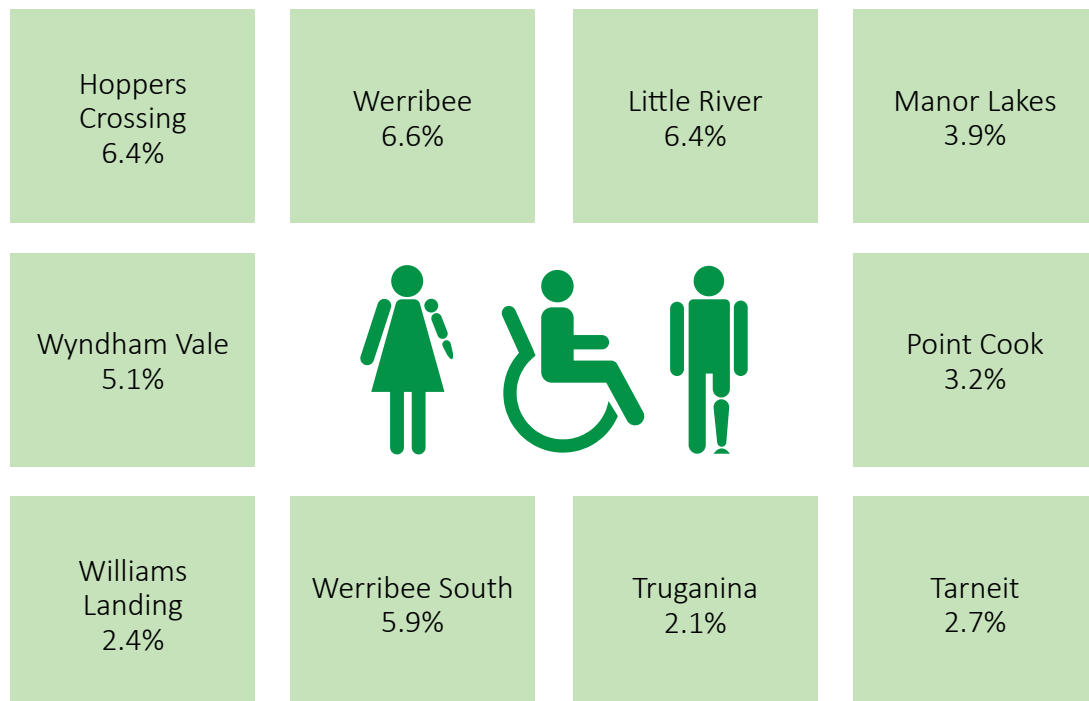 Hoppers
Crossing
6.4%
Werribee
6.6%
Little River
6.4%
Manor Lakes
3.9%
Wyndham Vale
5.1%
Point Cook
3.2%
Williams
Landing
2.4%
Werribee South
5.9%
Truganina
2.1%
Tarneit
2.7%